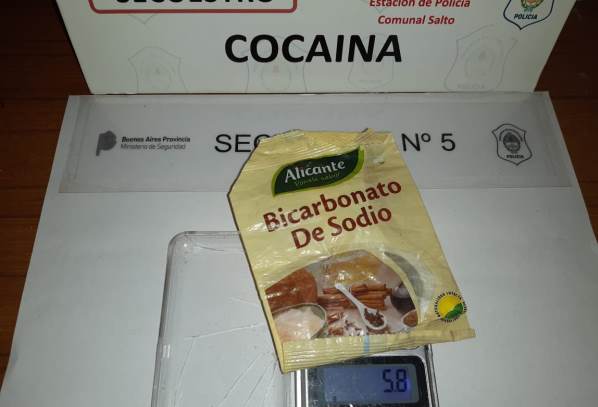 SECUESTRO
Estación de Policía
Comunal Salto
POLICIA
COCAINA
Buenos Aires Provincia
Ministerio de Seguridad
Nº 5
POLICIA
Alicante
Bicarbonato
De Sodio
5.8